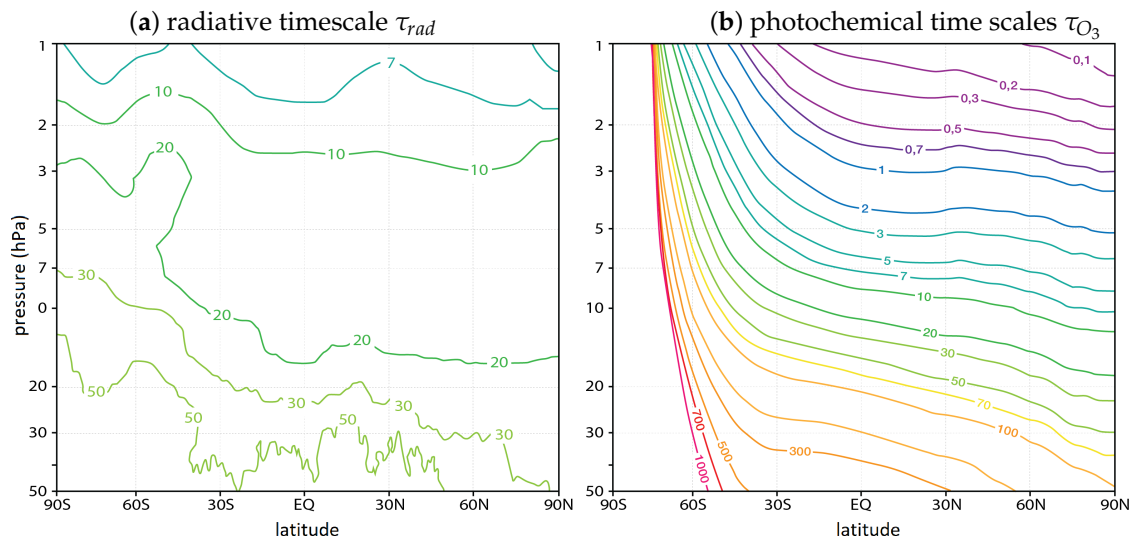 (a) radiative timescale τrad
(b) photochemical time scales τO3
1
2
3
5
7
0
20
30
50
pressure (hPa)
90S
60S
30S
EQ
30N
60N
90N
latitude
7
10
10
10
20
20
20
20
30
30
30
30
50
50
50
1
2
3
5
7
10
20
30
50
90S
60S
30S
EQ
30N
60N
90N
latitude
0,1
0,2
0,3
0,5
0,7
1
2
3
5
7
10
20
30
50
70
100
300
500
700
1000